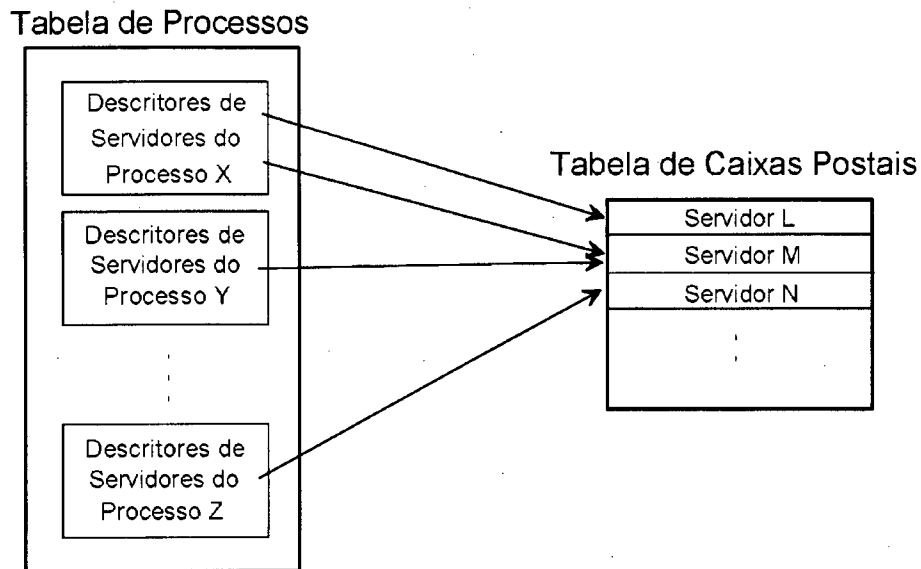 Tabela de Processos
Descritores de
Servidores do
Processo X
Descritores de
Servidores do
Processo Y
Descritores de
Servidores do
Processo Z
Tabela de Caixas Postais
Servidor L
Servidor M
Servidor N